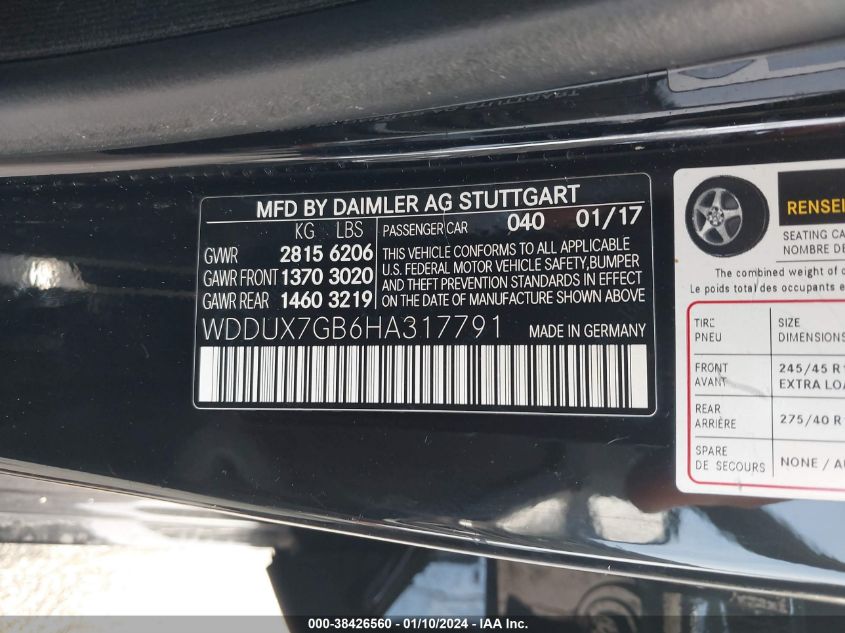 MFD BY DAIMLER AG STUTTGART
KG LBS PASSENGER CAR 040 01/17
GVWR 2815 6206
GAWR FRONT 1370 3020
GAWR REAR 1460 3219
THIS VEHICLE CONFORMS TO ALL APPLICABLE
U.S. FEDERAL MOTOR VEHICLE SAFETY, BUMPER
AND THEFT PREVENTION STANDARDS IN EFFECT
ON THE DATE OF MANUFACTURE SHOWN ABOVE
WDDUX7GB6HA317791 MADE IN GERMANY
RENSEI
SEATING CA
NOMBRE DE
The combined weight of
Le poids total des occupants e
TIRE
PNEU
SIZE
DIMENSIONS
FRONT
AVANT
245/45 R
EXTRA LOA
REAR
ARRIÈRE
275/40 R
SPARE
DE SECOURS
NONE / A
000-38426560 - 01/10/2024 - IAA Inc.